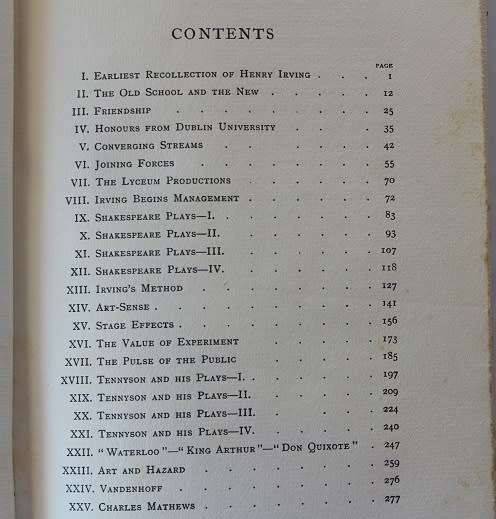 CONTENTS
PAGE
I. EARLIEST RECOLLECTION OF HENRY IRVING . . . 1
II. THE OLD SCHOOL AND THE NEW . . . . . 12
III. FRIENDSHIP . . . . . . . . 25
IV. HONOURS FROM DUBLIN UNIVERSITY . . . . 35
V. CONVERGING STREAMS . . . . . . 42
VI. JOINING FORCES . . . . . . . 55
VII. THE LYCEUM PRODUCTIONS . . . . . 70
VIII. IRVING BEGINS MANAGEMENT . . . . . . 72
IX. SHAKESPEARE PLAYS—I. . . . . . . 83
X. SHAKESPEARE PLAYS—II. . . . . . . 93
XI. SHAKESPEARE PLAYS—III. . . . . . 107
XII. SHAKESPEARE PLAYS—IV. . . . . . 118
XIII. IRVING'S METHOD . . . . . . 127
XIV. ART-SENSE . . . . . . . . 141
XV. STAGE EFFECTS . . . . . . . 156
XVI. THE VALUE OF EXPERIMENT . . . . . 173
XVII. THE PULSE OF THE PUBLIC . . . . . 185
XVIII. TENNYSON AND HIS PLAYS—I. . . . . . 197
XIX. TENNYSON AND HIS PLAYS—II. . . . . 209
XX. TENNYSON AND HIS PLAYS—III. . . . . 224
XXI. TENNYSON AND HIS PLAYS—IV. . . . . 240
XXII. "WATERLOO"—"KING ARTHUR"—"DON QUIXOTE" . . 247
XXIII. ART AND HAZARD . . . . . . . 259
XXIV. VANDENHOFF . . . . . . . . 276
XXV. CHARLES MATHEWS . . . . . . . 277